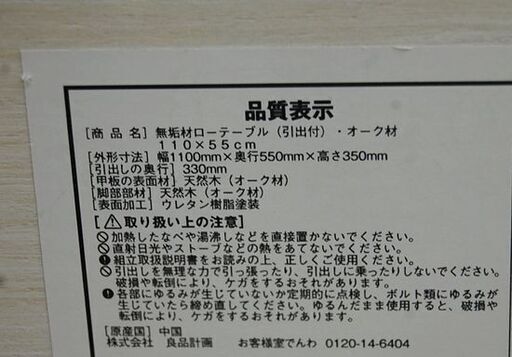 品質表示
[商 品 名] 無垢材ローテーブル（引出付）・オーク材
110×55cm
[外形寸法] 幅1100mm×奥行550mm×高さ350mm
[引出しの奥行] 330mm
[甲板の表面材] 天然木（オーク材）
[脚部部材] 天然木（オーク材）
[表面加工] ウレタン樹脂塗装
[⚠取り扱い上の注意]
加熱したなべや湯沸しなどを直接置かないでください。
直射日光やストーブなどの熱をあてないでください。
組立取扱説明書をお読みの上、正しくご使用ください。
引出しを無理な力で引っ張ったり、引出しに乗ったりしないでください。
破損や転倒により、ケガをするおそれがあります。
各部にゆるみが生じていないか定期的に点検し、ボルト類にゆるみが
生じていたら締め直してください。ゆるんだまま使用すると、破損や
転倒により、ケガをするおそれがあります。
[原産国] 中国
株式会社 良品計画 お客様室でんわ 0120-14-6404